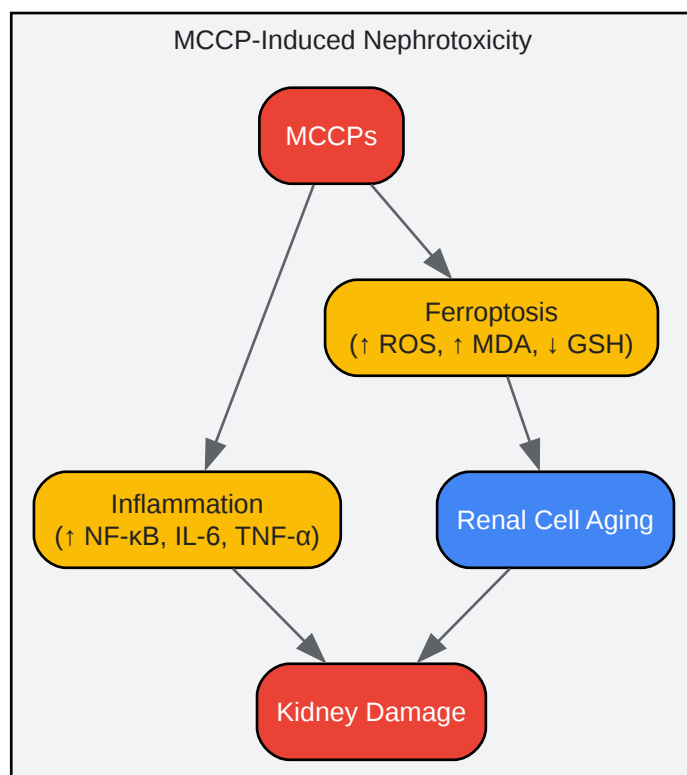 MCCP-Induced Nephrotoxicity
MCCPs
Ferroptosis
(↑ ROS, ↑ MDA, ↓ GSH)
Inflammation
(↑ NF-κB, IL-6, TNF-α)
Renal Cell Aging
Kidney Damage